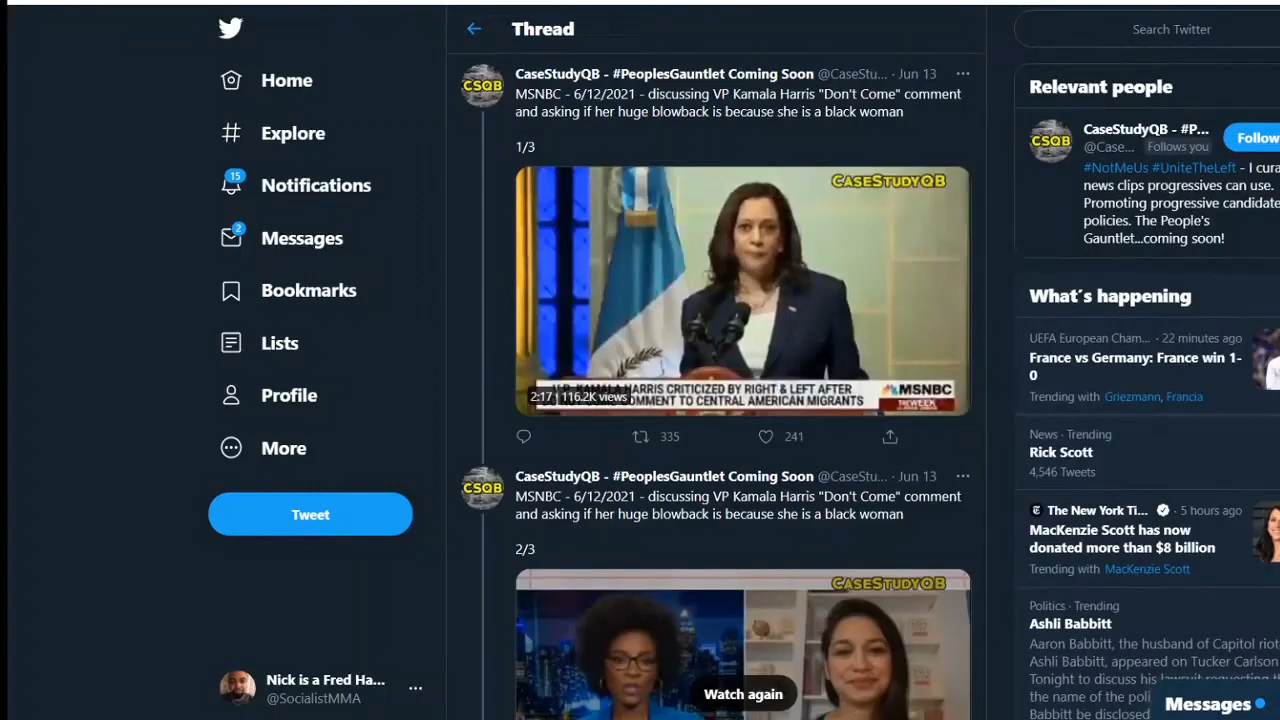 Thread
Search Twitter
Home
Explore
15
Notifications
2
Messages
Bookmarks
Lists
Profile
More
Tweet
Nick is a Fred Ha...
@SocialistMMA
CSQB
CaseStudyQB - #PeoplesGauntlet Coming Soon @CaseStu... · Jun 13
MSNBC - 6/12/2021 - discussing VP Kamala Harris "Don't Come" comment
and asking if her huge blowback is because she is a black woman
1/3
CASESTUDYQB
V.P. KAMALA HARRIS CRITICIZED BY RIGHT & LEFT AFTER
COMMENT TO CENTRAL AMERICAN MIGRANTS
MSNBC
THE WEEK
2:17 | 116.2K views
335
241
CSQB
CaseStudyQB - #PeoplesGauntlet Coming Soon @CaseStu... · Jun 13
MSNBC - 6/12/2021 - discussing VP Kamala Harris "Don't Come" comment
and asking if her huge blowback is because she is a black woman
2/3
CASESTUDYQB
Watch again
Relevant people
CSQB
CaseStudyQB - #P...
@Case... Follows you
Follow
#NotMeUs #UniteTheLeft - I cura
news clips progressives can use.
Promoting progressive candidate
policies. The People's
Gauntlet...coming soon!
What's happening
UEFA European Cham... · 22 minutes ago
France vs Germany: France win 1-
0
Trending with Griezmann, Francia
News · Trending
Rick Scott
4,546 Tweets
The New York Ti... · 5 hours ago
MacKenzie Scott has now
donated more than $8 billion
Trending with MacKenzie Scott
Politics · Trending
Ashli Babbitt
Aaron Babbitt, the husband of Capitol riot
Ashli Babbitt, appeared on Tucker Carlson
Tonight to discuss his lawsuit requesting
the name of the poli
Babbitt be disclosed
Messages